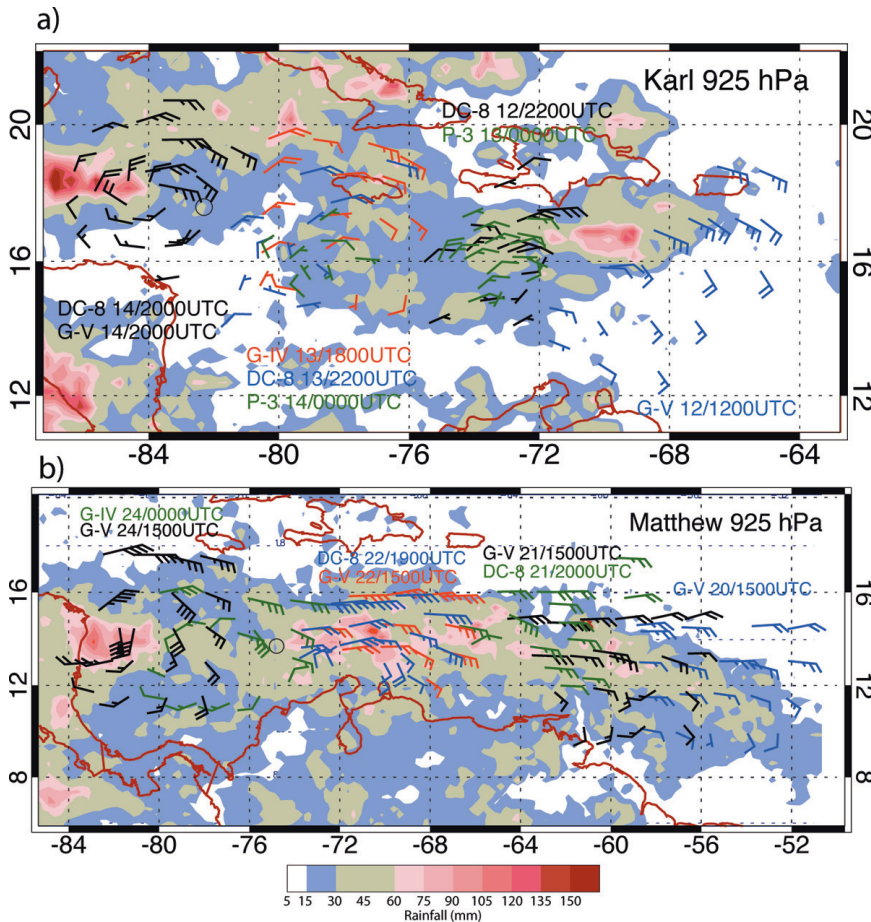 a)
Karl 925 hPa
DC-8 12/2200UTC
P-3 13/0000UTC
20
20
16
16
DC-8 14/2000UTC
G-V 14/2000UTC
G-IV 13/1800UTC
DC-8 13/2200UTC
P-3 14/0000UTC
G-V 12/1200UTC
12
12
-84 -80 -76 -72 -68 -64
b)
G-IV 24/0000UTC
G-V 24/1500UTC
Matthew 925 hPa
DC-8 22/1900UTC
G-V 22/1500UTC
G-V 21/1500UTC
DC-8 21/2000UTC
G-V 20/1500UTC
18
16
16
12
12
8
8
-84 -80 -76 -72 -68 -64 -60 -56 -52
5 15 30 45 60 75 90 105 120 135 150
Rainfall (mm)